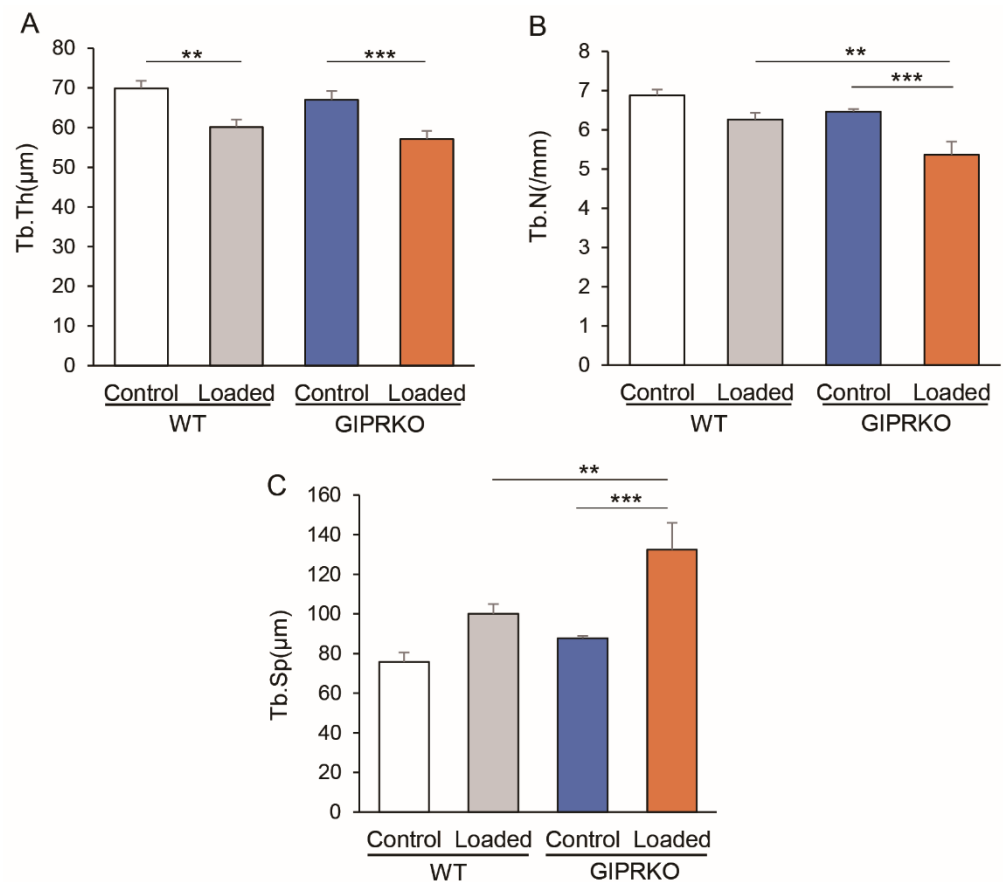 A
Tb.Th(µm)
80
70
60
50
40
30
20
10
0
**
***
Control Loaded Control Loaded
WT GIPRKO
B
Tb.N(/mm)
8
7
6
5
4
3
2
1
0
**
***
Control Loaded Control Loaded
WT GIPRKO
C
Tb.Sp(µm)
160
140
120
100
80
60
40
20
0
**
***
Control Loaded Control Loaded
WT GIPRKO